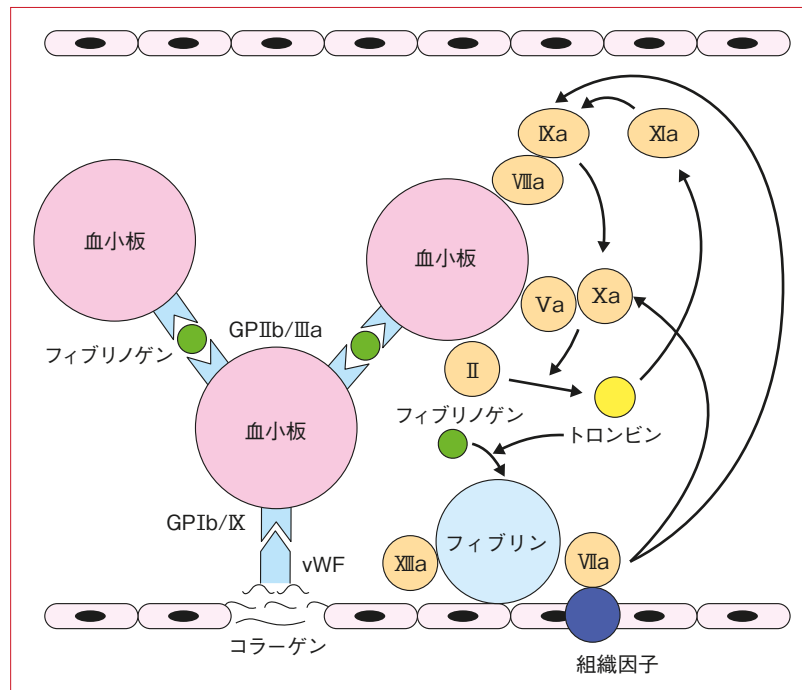 Ⅸa
Ⅺa
Ⅷa
血小板
血小板
Ⅴa
Ⅹa
GPⅡb/Ⅲa
フィブリノゲン
Ⅱ
フィブリノゲン
トロンビン
血小板
GPⅠb/Ⅸ
vWF
ⅩⅢa
フィブリン
Ⅶa
コラーゲン
組織因子